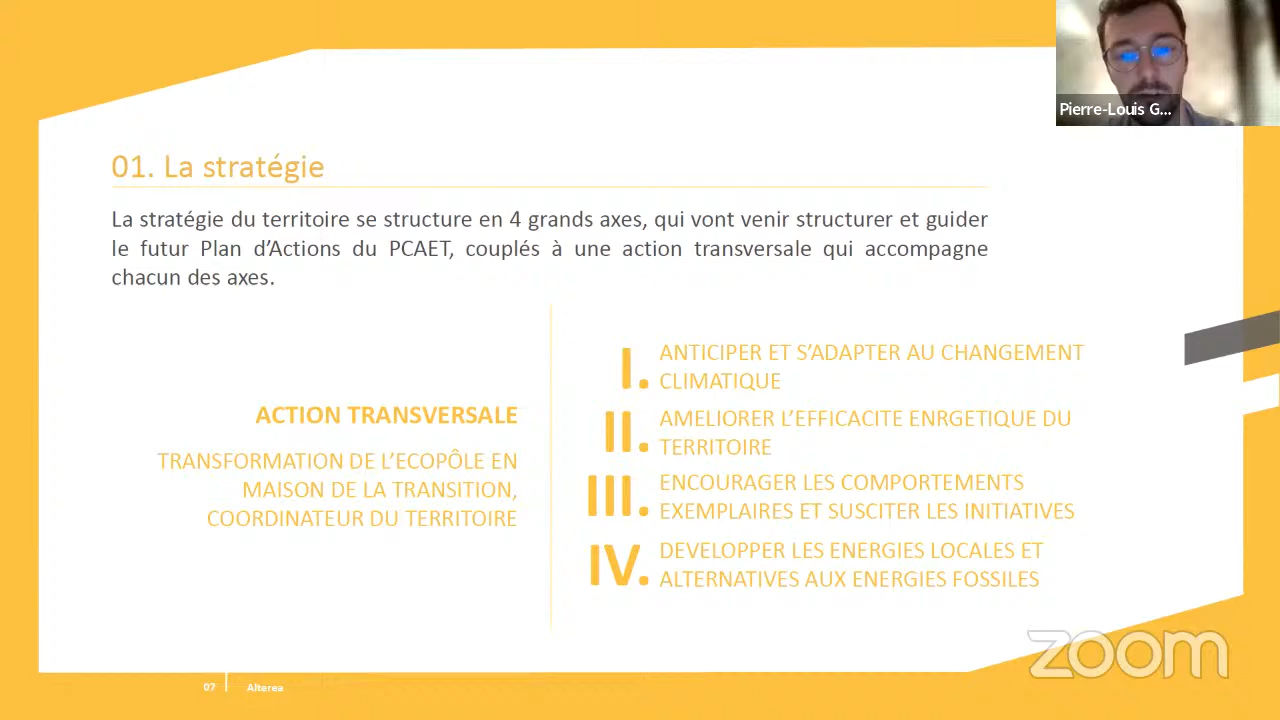 Pierre-Louis G...
01. La stratégie
La stratégie du territoire se structure en 4 grands axes, qui vont venir structurer et guider
le futur Plan d’Actions du PCAET, couplés à une action transversale qui accompagne
chacun des axes.
ACTION TRANSVERSALE
TRANSFORMATION DE L’ECOPÔLE EN
MAISON DE LA TRANSITION,
COORDINATEUR DU TERRITOIRE
I. ANTICIPER ET S’ADAPTER AU CHANGEMENT
CLIMATIQUE
II. AMELIORER L’EFFICACITE ENRGETIQUE DU
TERRITOIRE
III. ENCOURAGER LES COMPORTEMENTS
EXEMPLAIRES ET SUSCITER LES INITIATIVES
IV. DEVELOPPER LES ENERGIES LOCALES ET
ALTERNATIVES AUX ENERGIES FOSSILES
zoom
07 Alterea